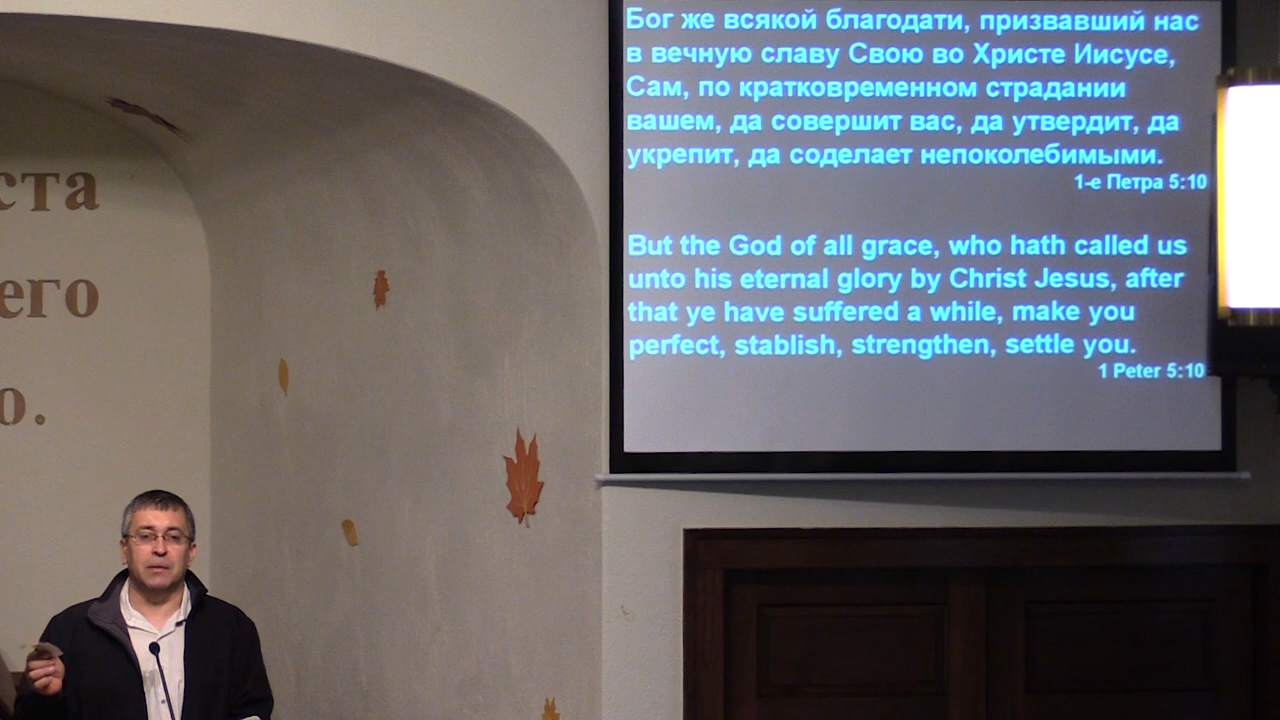 ста
его
о.
Бог же всякой благодати, призвавший нас
в вечную славу Свою во Христе Иисусе,
Сам, по кратковременном страдании
вашем, да совершит вас, да утвердит, да
укрепит, да соделает непоколебимыми.
1-е Петра 5:10
But the God of all grace, who hath called us
unto his eternal glory by Christ Jesus, after
that ye have suffered a while, make you
perfect, stablish, strengthen, settle you.
1 Peter 5:10